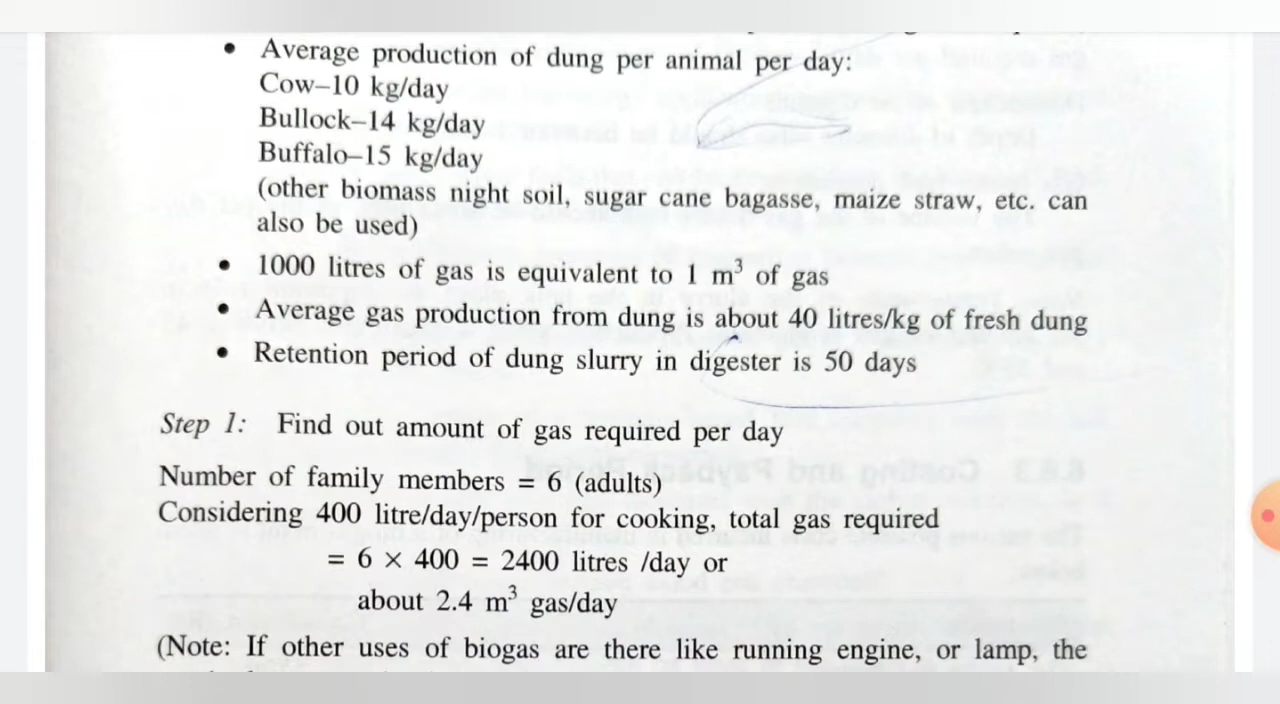 • Average production of dung per animal per day:
Cow–10 kg/day
Bullock–14 kg/day
Buffalo–15 kg/day
(other biomass night soil, sugar cane bagasse, maize straw, etc. can
also be used)
• 1000 litres of gas is equivalent to 1 m³ of gas
• Average gas production from dung is about 40 litres/kg of fresh dung
• Retention period of dung slurry in digester is 50 days
Step 1: Find out amount of gas required per day
Number of family members = 6 (adults)
Considering 400 litre/day/person for cooking, total gas required
= 6 × 400 = 2400 litres /day or
about 2.4 m³ gas/day
(Note: If other uses of biogas are there like running engine, or lamp, the